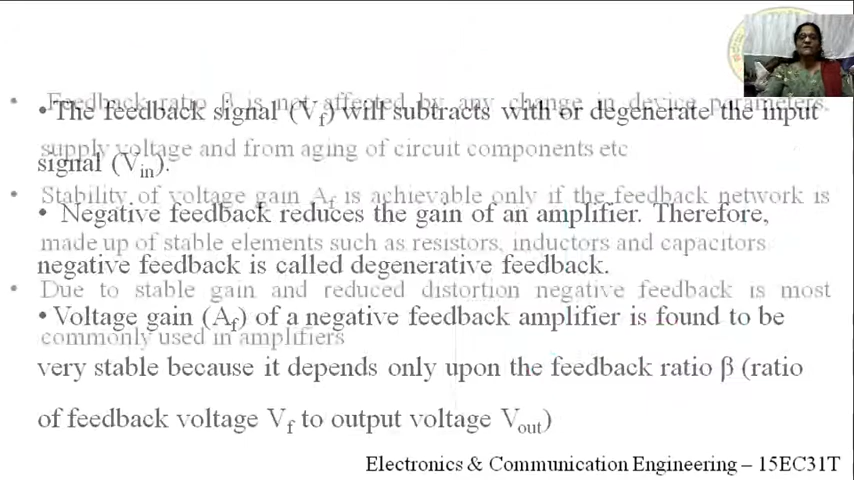 • The feedback signal (Vf) will subtracts with or degenerate the input
signal (Vin).
• Negative feedback reduces the gain of an amplifier. Therefore,
negative feedback is called degenerative feedback.
• Voltage gain (Af) of a negative feedback amplifier is found to be
very stable because it depends only upon the feedback ratio β (ratio
of feedback voltage Vf to output voltage Vout)
• Feedback ratio β is not affected by any change in device parameters,
supply voltage and from aging of circuit components etc
• Stability of voltage gain Af is achievable only if the feedback network is
made up of stable elements such as resistors, inductors and capacitors
• Due to stable gain and reduced distortion negative feedback is most
commonly used in amplifiers
Electronics & Communication Engineering – 15EC31T